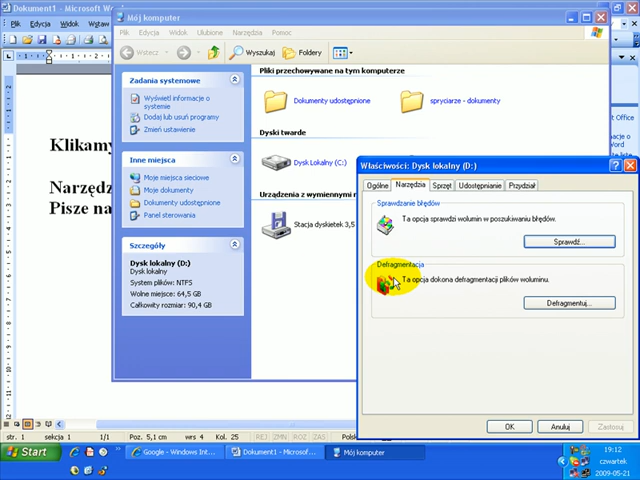 Document1 - Microsoft W
Plik Edycja Widok Wstaw
Klikamy
Narzędz
Pisze na
Mój komputer
Plik Edycja Widok Ulubione Narzędzia Pomoc
Wstecz Wyszukaj Foldery
Zadania systemowe
Wyświetl informacje o
systemie
Dodaj lub usuń programy
Zmień ustawienie
Inne miejsca
Moje miejsca sieciowe
Moje dokumenty
Dokumenty udostępnione
Panel sterowania
Szczegóły
Dysk lokalny (D:)
Dysk lokalny
System plików: NTFS
Wolne miejsce: 64,5 GB
Całkowity rozmiar: 90,4 GB
Pliki przechowywane na tym komputerze
Dokumenty udostępnione
spryciarze - dokumenty
Dyski twarde
Dysk Lokalny (C:)
Urządzenia z wymiennymi
Stacja dyskietek 3,5
Właściwości: Dysk lokalny (D:)
Ogólne Narzędzia Sprzęt Udostępnianie Przydział
Sprawdzanie błędów
Ta opcja sprawdzi wolumin w poszukiwaniu błędów.
Sprawdź...
Defragmentacja
Ta opcja dokona defragmentacji plików woluminu.
Defragmentuj...
OK Anuluj Zastosuj
t Office
Word
te listę
str. 1 sekcja 1 1/1 Poz. 5,1 cm wrs 4 Kol. 25 REJ ZMN ROZ ZAS Polsk
Start
Google - Windows Int...
Document1 - Microsof...
Mój komputer
19:12
czwartek
2009-05-21